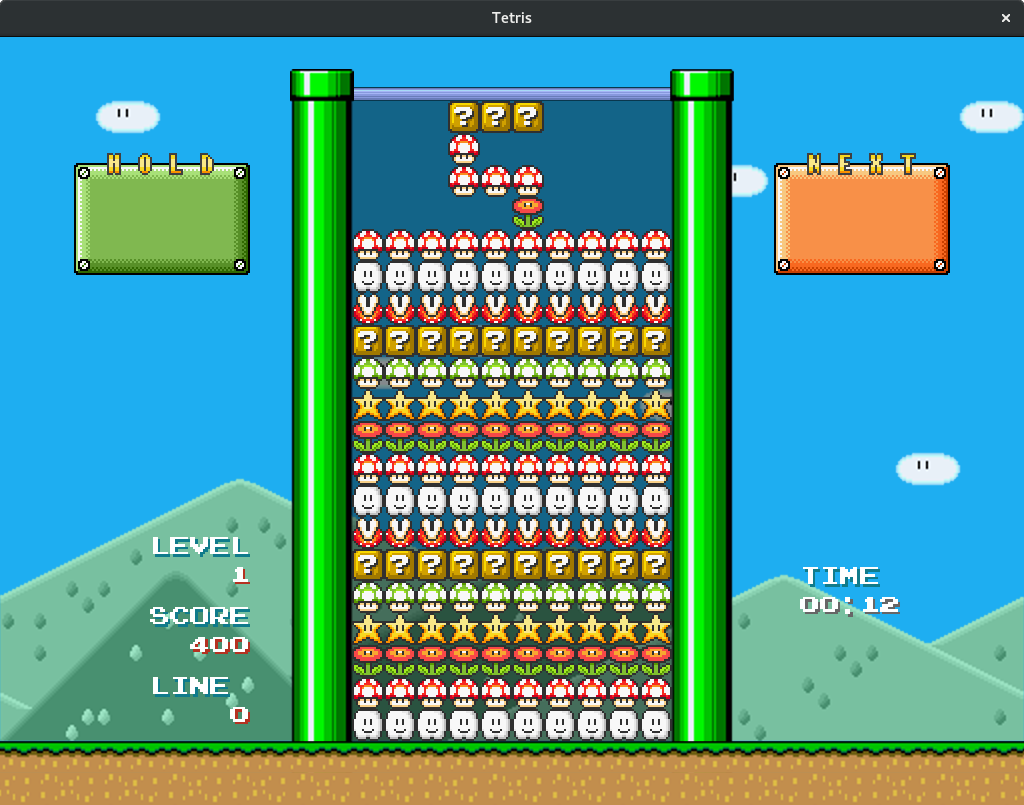 Tetris
HOLD
NEXT
? ? ?
? ? ? ? ? ? ? ? ? ?
? ? ? ? ? ? ? ? ? ?
LEVEL
1
SCORE
400
LINE
0
TIME
00:12